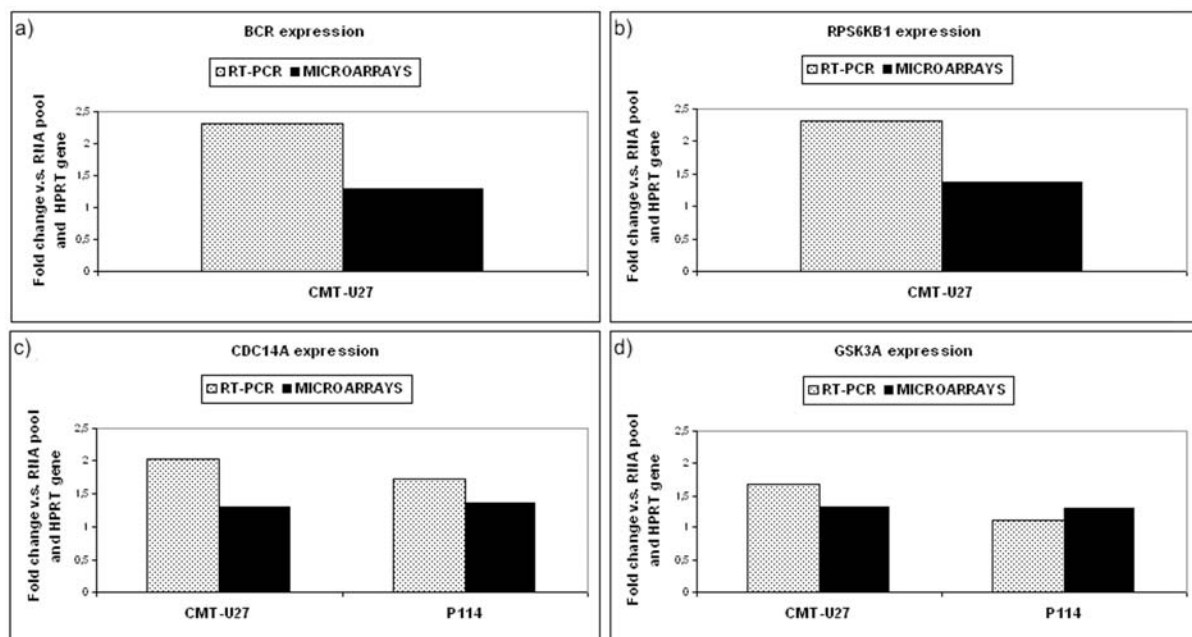 a)
BCR expression
RT-PCR MICROARRAYS
Fold change v.s. RNA pool
and HPRT gene
2,5
2
1,5
1
0,5
0
CMT-U27
b)
RPS6KB1 expression
RT-PCR MICROARRAYS
Fold change v.s. RNA pool
and HPRT gene
2,5
2
1,5
1
0,5
0
CMT-U27
c)
CDC14A expression
RT-PCR MICROARRAYS
Fold change v.s. RNA pool
and HPRT gene
2,5
2
1,5
1
0,5
0
CMT-U27 P114
d)
GSK3A expression
RT-PCR MICROARRAYS
Fold change v.s. RNA pool
and HPRT gene
2,5
2
1,5
1
0,5
0
CMT-U27 P114